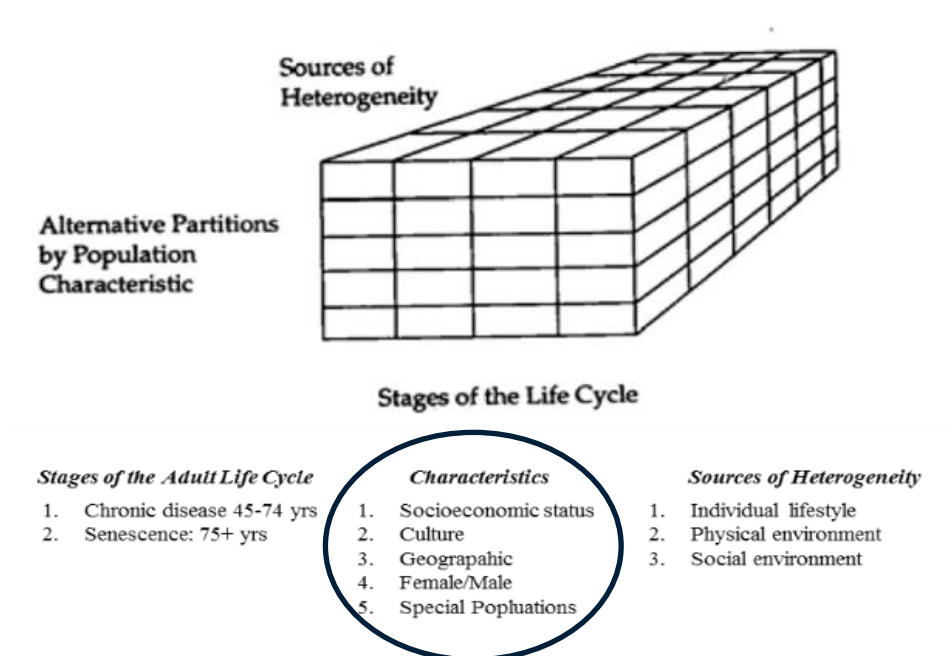 Sources of
Heterogeneity
Alternative Partitions
by Population
Characteristic
Stages of the Life Cycle
Stages of the Adult Life Cycle
1. Chronic disease 45-74 yrs
2. Senescence: 75+ yrs
Characteristics
1. Socioeconomic status
2. Culture
3. Geograpahic
4. Female/Male
5. Special Popluations
Sources of Heterogeneity
1. Individual lifestyle
2. Physical environment
3. Social environment